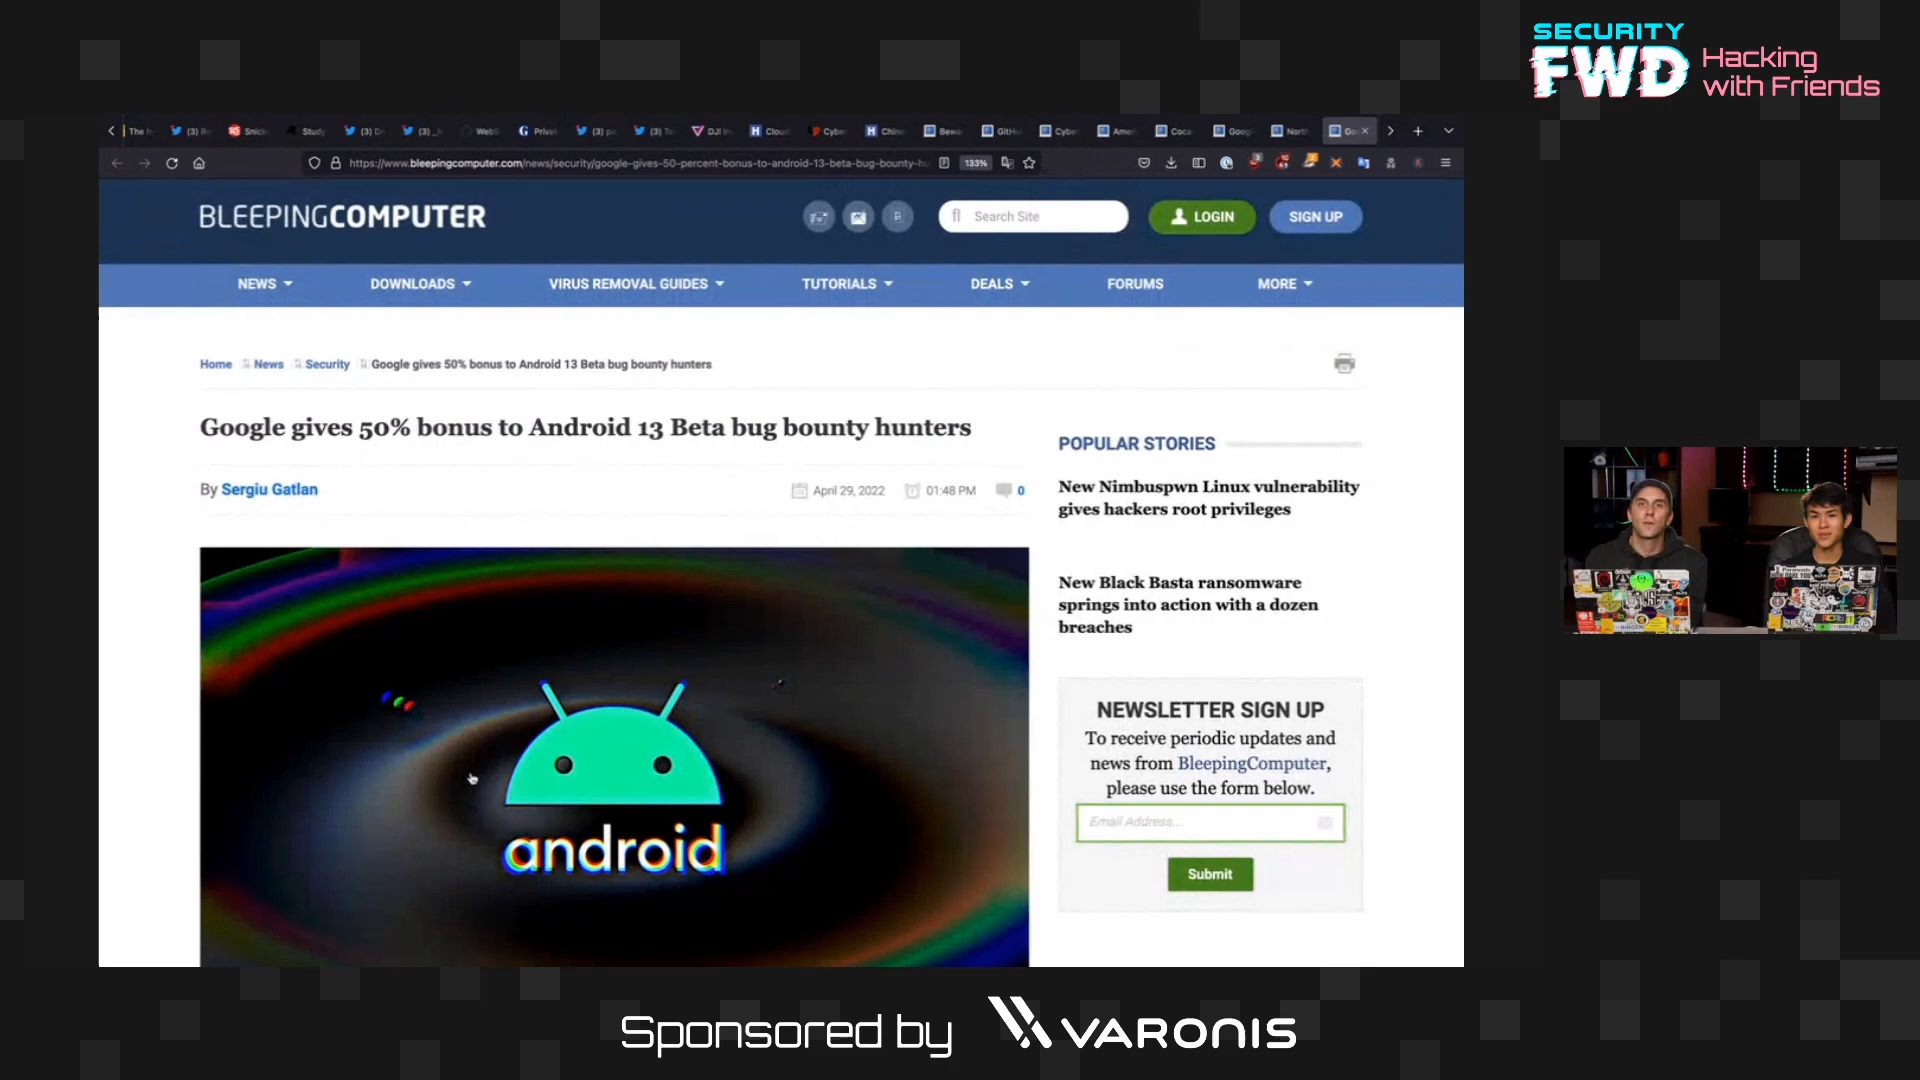 SECURITY
FWD
Hacking
with Friends
Snick
Study
Cyber
GitHu
https://www.bleepingcomputer.com/news/security/google-gives-50-percent-bonus-to-android-13-beta-bug-bounty-hu
133%
BLEEPINGCOMPUTER
Search Site
LOGIN
SIGN UP
NEWS
DOWNLOADS
VIRUS REMOVAL GUIDES
TUTORIALS
DEALS
FORUMS
MORE
Home
News
Security
Google gives 50% bonus to Android 13 Beta bug bounty hunters
Google gives 50% bonus to Android 13 Beta bug bounty hunters
By Sergiu Gatlan
April 29, 2022
01:48 PM
0
android
POPULAR STORIES
New Nimbuspwn Linux vulnerability
gives hackers root privileges
New Black Basta ransomware
springs into action with a dozen
breaches
NEWSLETTER SIGN UP
To receive periodic updates and
news from BleepingComputer,
please use the form below.
Email Address...
Submit
Sponsored by
VARONIS